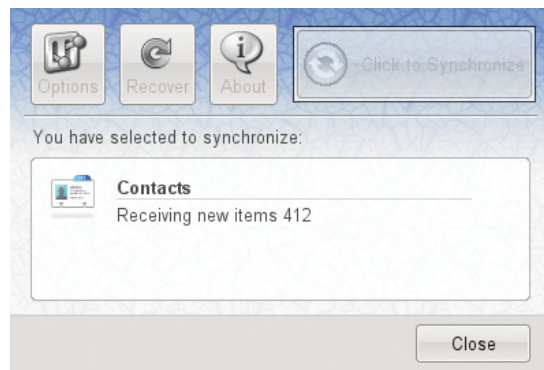 Options
Recover
About
Click to Synchronize
You have selected to synchronize:
Contacts
Receiving new items 412
Close